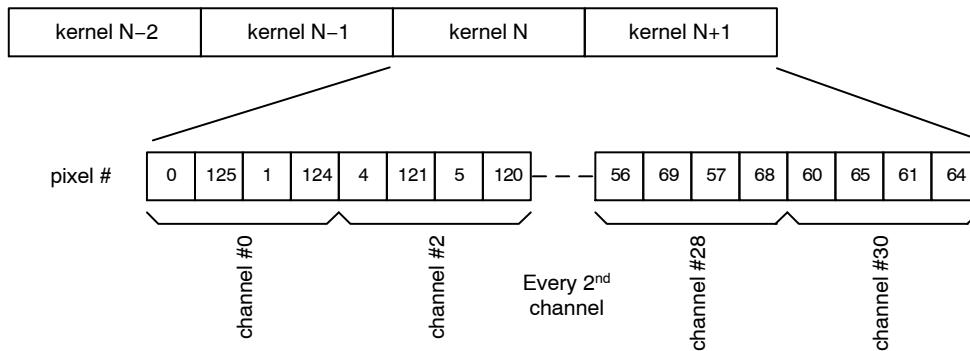 kernel N−2 kernel N−1 kernel N kernel N+1
pixel # 0 125 1 124 4 121 5 120 56 69 57 68 60 65 61 64
channel #0
channel #2
Every 2nd
channel
channel #28
channel #30